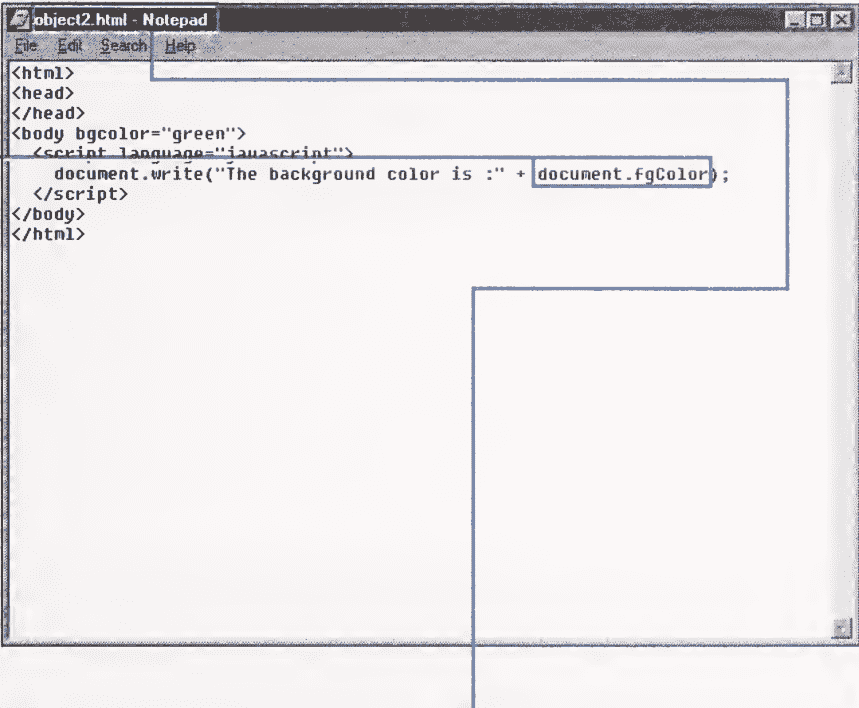 object2.html - Notepad
File Edit Search Help
<html>
<head>
</head>
<body bgcolor="green">
  <script language="javascript">
    document.write("The background color is :" + document.fgColor);
  </script>
</body>
</html>